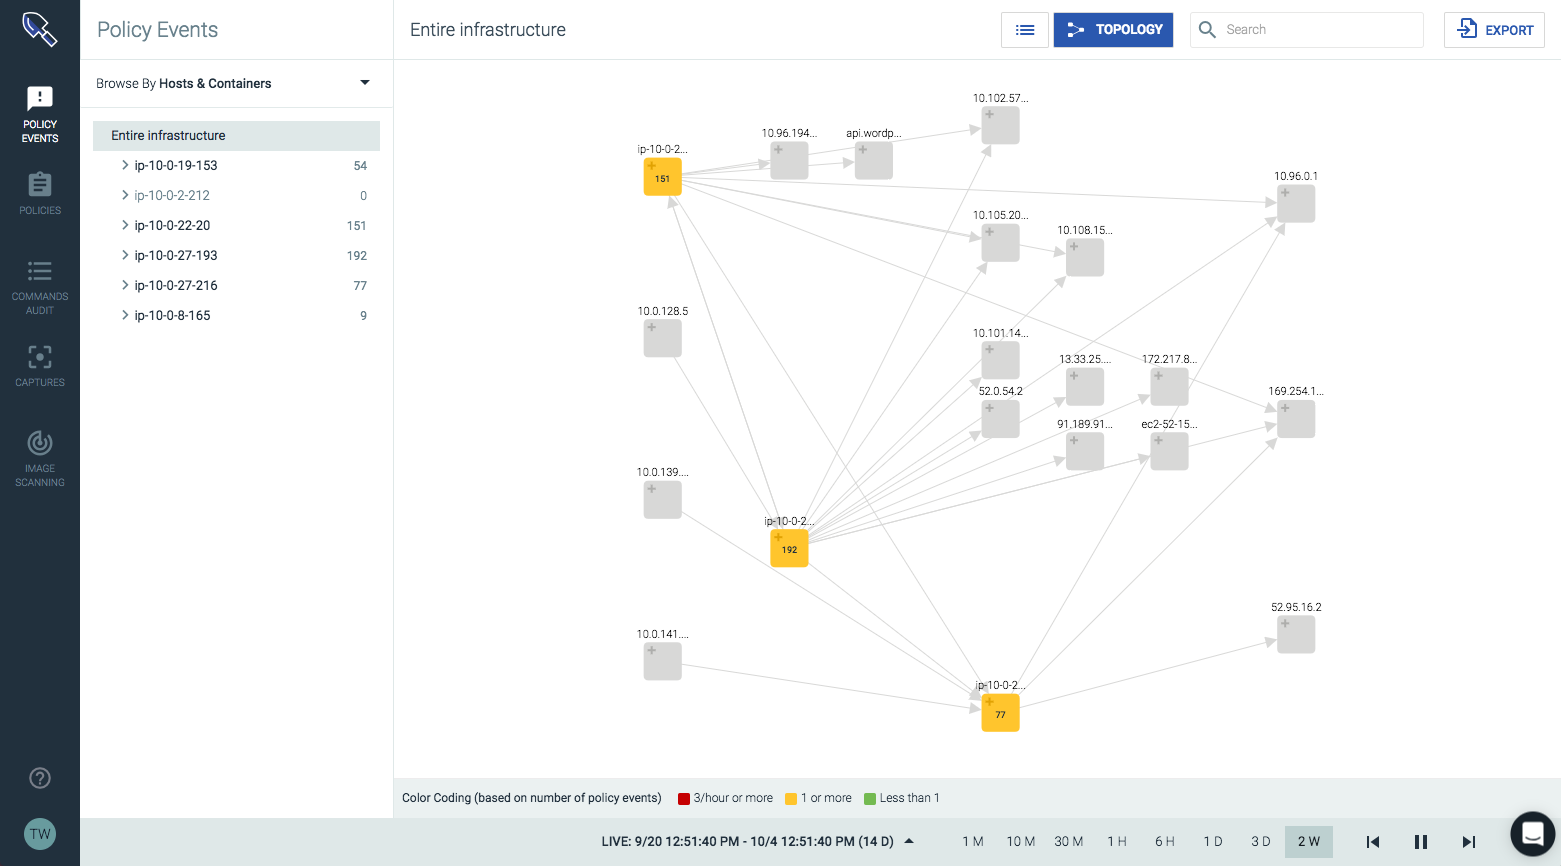 Policy Events
Entire infrastructure
TOPOLOGY
Search
EXPORT
POLICY
EVENTS
POLICIES
COMMANDS
AUDIT
CAPTURES
IMAGE
SCANNING
TW
Browse By Hosts & Containers
Entire infrastructure
ip-10-0-19-153 54
ip-10-0-2-212 0
ip-10-0-22-20 151
ip-10-0-27-193 192
ip-10-0-27-216 77
ip-10-0-8-165 9
10.102.57...
10.96.194...
api.wordp...
ip-10-0-2...
151
10.96.0.1
10.105.20...
10.108.15...
10.0.128.5
10.101.14...
13.33.25....
172.217.8...
52.0.54.2
169.254.1...
91.189.91...
ec2-52-15...
10.0.139....
ip-10-0-2...
192
52.95.16.2
10.0.141....
ip-10-0-2...
77
Color Coding (based on number of policy events) 3/hour or more 1 or more Less than 1
LIVE: 9/20 12:51:40 PM - 10/4 12:51:40 PM (14 D) 1 M 10 M 30 M 1 H 6 H 1 D 3 D 2 W